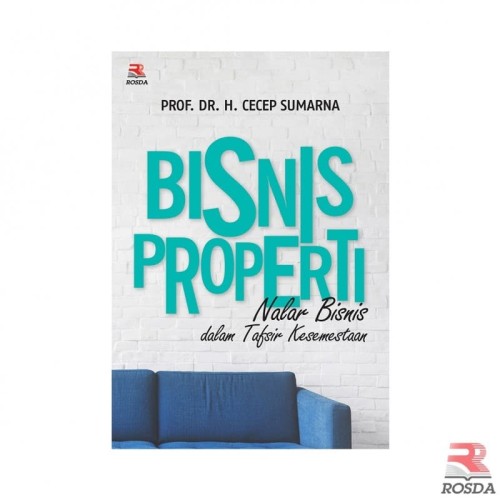 ROSDA
PROF. DR. H. CECEP SUMARNA
BISNIS
PROPERTI
Nalar Bisnis
dalam Tafsir Kesemestaan
ROSDA